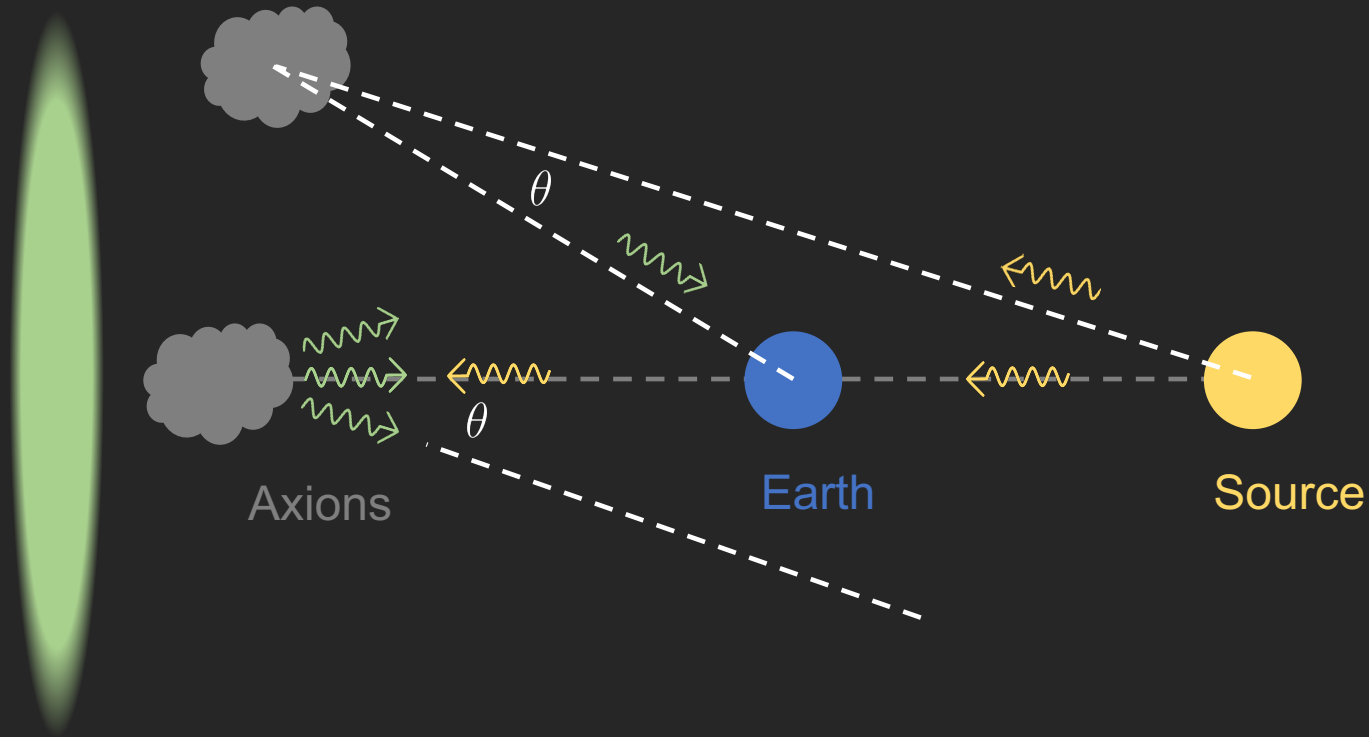 θ
θ
Axions
Earth
Source